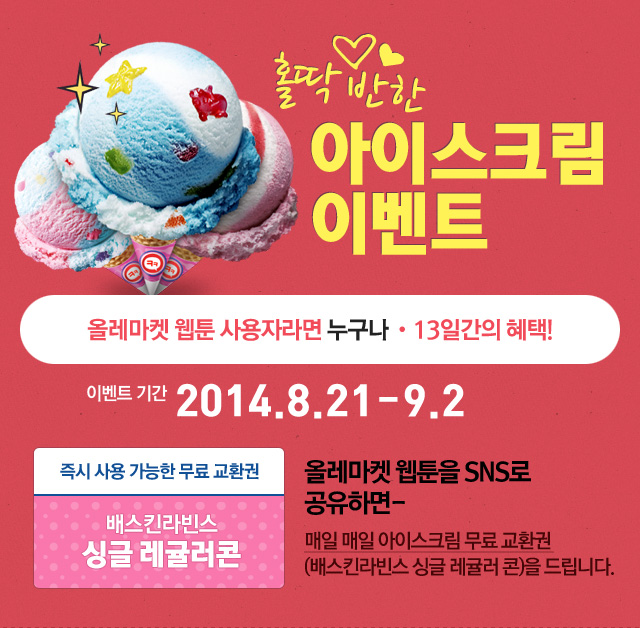 홀딱 반한
아이스크림
이벤트
올레마켓 웹툰 사용자라면 누구나 • 13일간의 혜택!
이벤트 기간 2014.8.21-9.2
즉시 사용 가능한 무료 교환권
배스킨라빈스
싱글 레귤러콘
올레마켓 웹툰을 SNS로
공유하면-
매일 매일 아이스크림 무료 교환권
(배스킨라빈스 싱글 레귤러 콘)을 드립니다.